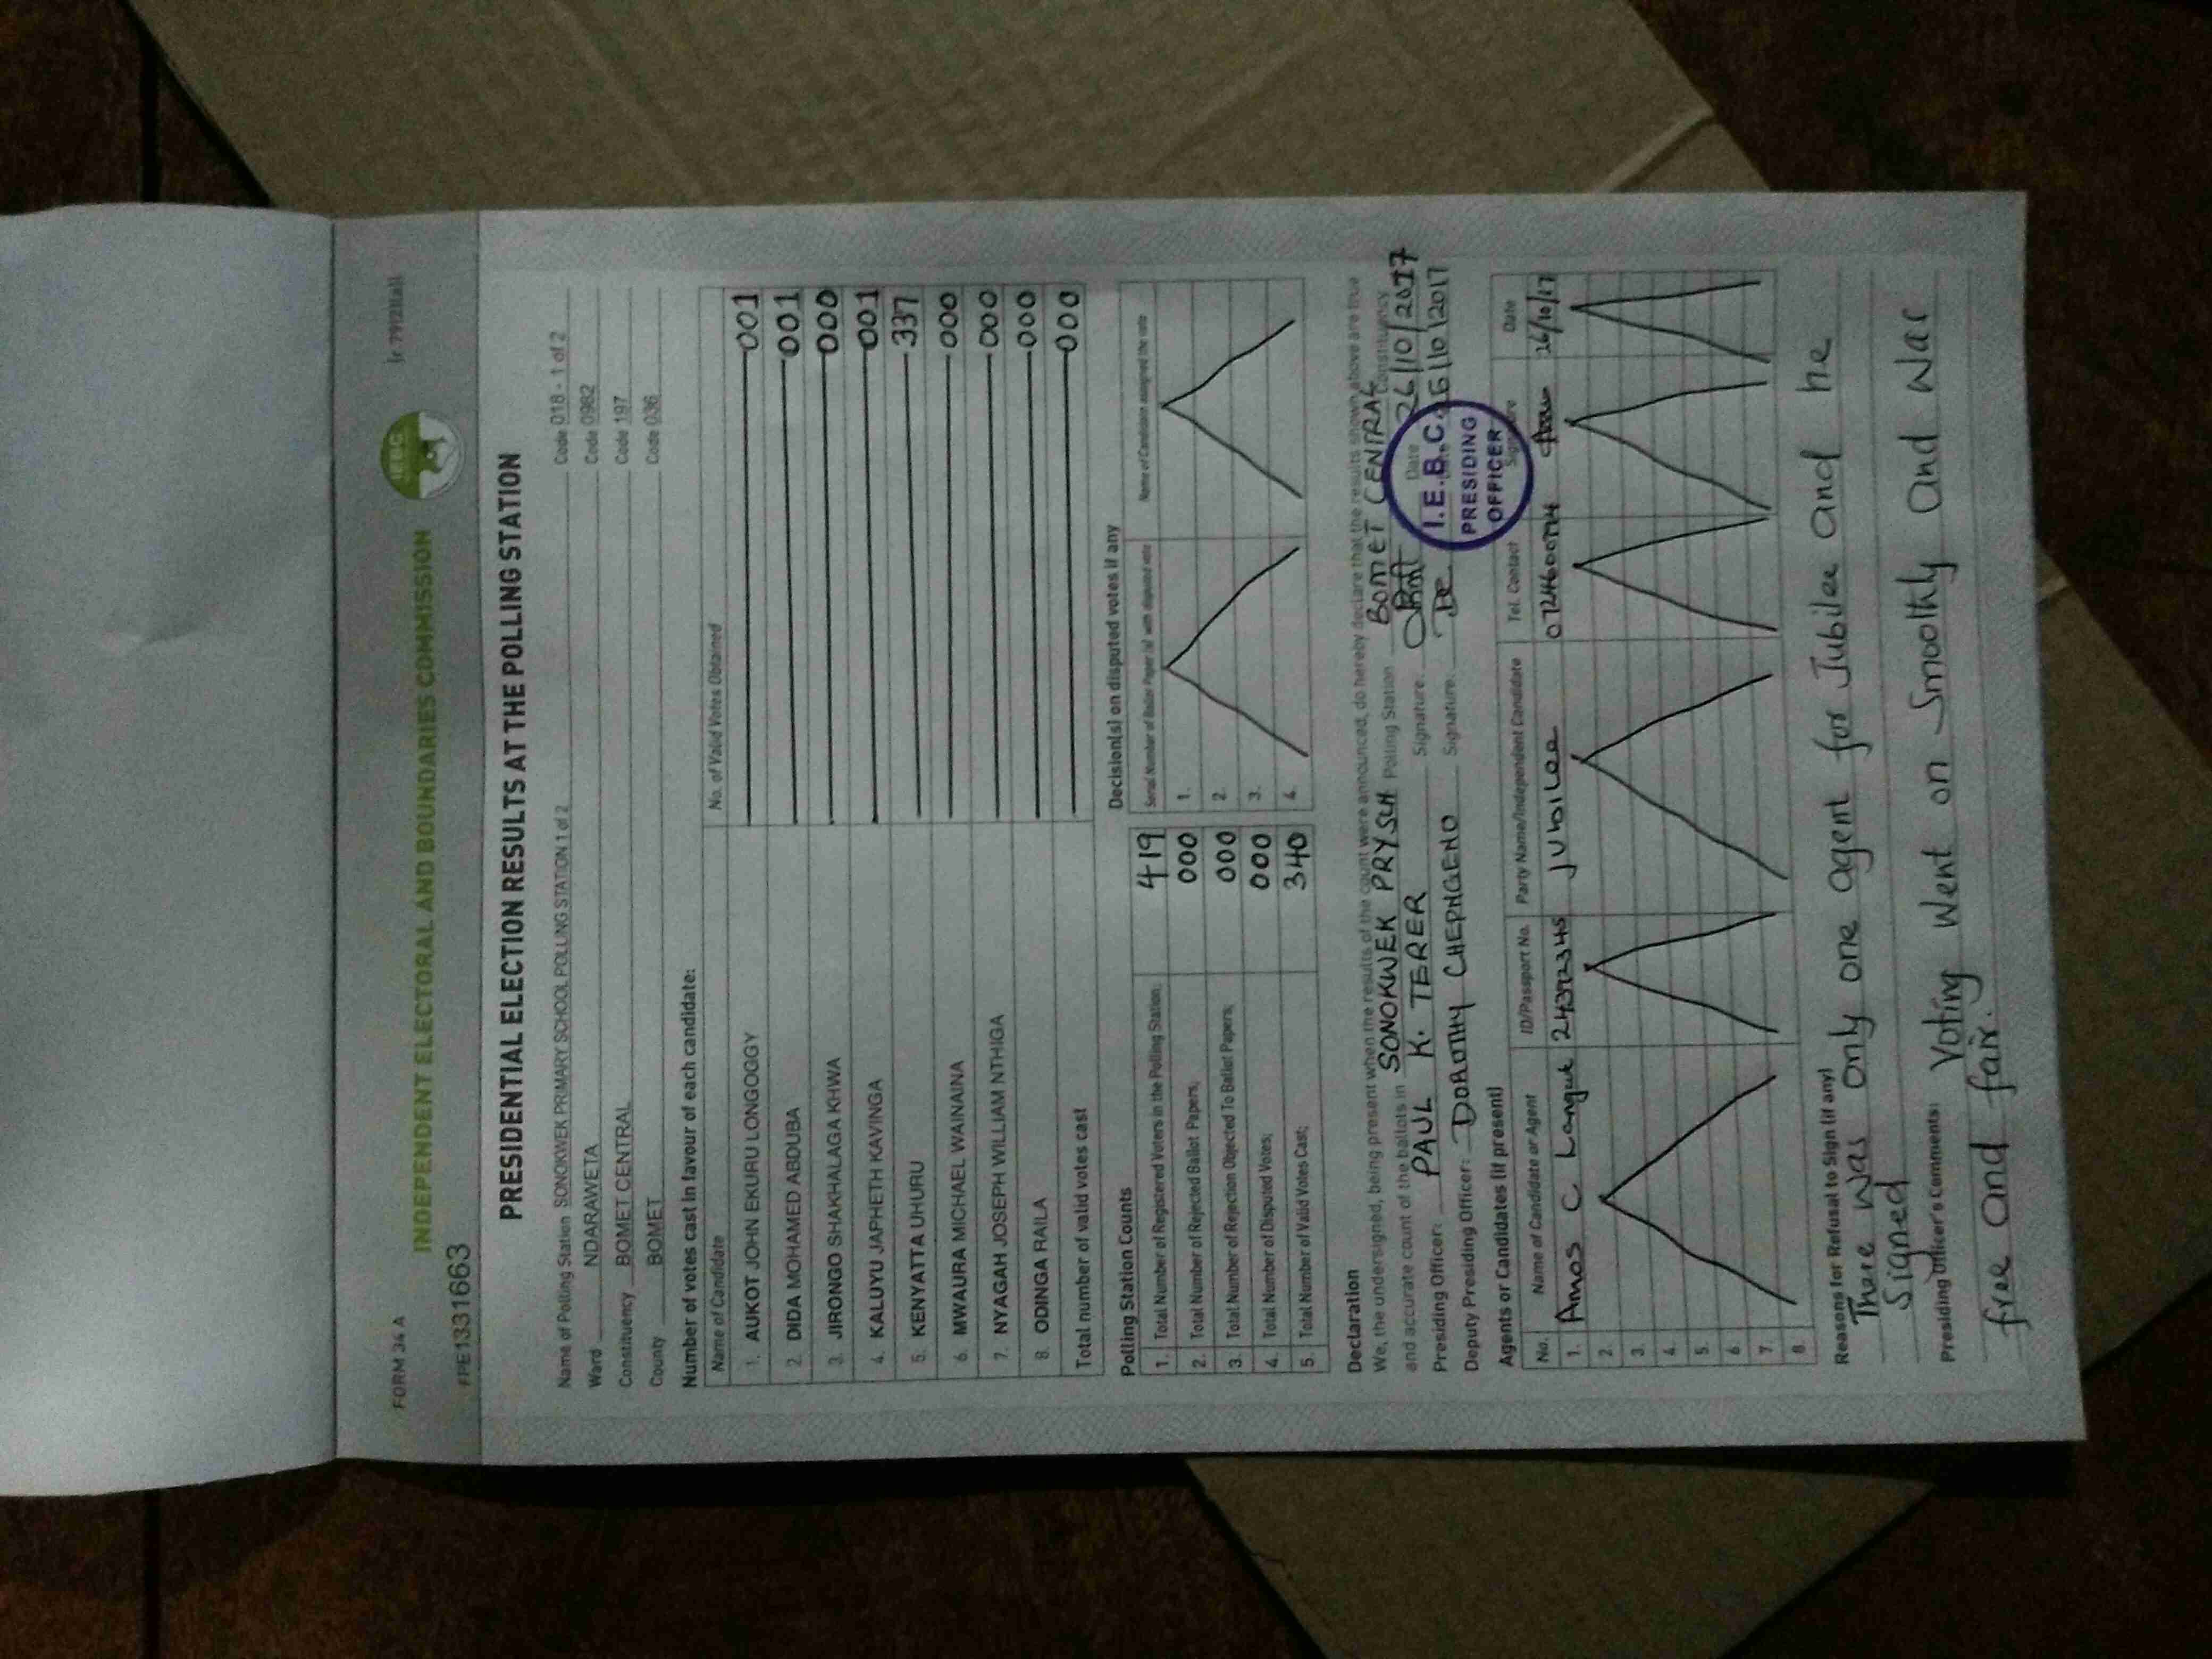 FORM 34 A
INDEPENDENT ELECTORAL AND BOUNDARIES COMMISSION
IEBC
PRESIDENTIAL ELECTION RESULTS AT THE POLLING STATION
Name of Polling Station SONOKWEK PRIMARY SCHOOL POLLING STATION 1 of 2 Code 018 - 1 of 2
Ward NDARAWETA Code 0982
Constituency BOMET CENTRAL Code 197
County BOMET Code 036
Number of votes cast in favour of each candidate:
Name of Candidate No. of Valid Votes Obtained
1. AUKOT JOHN EKURU LONGOGGY 001
2. DIDA MOHAMED ABDUBA 001
3. JIRONGO SHAKHALAGA KHWA 000
4. KALUYU JAPHETH KAVINGA 001
5. KENYATTA UHURU 337
6. MWAURA MICHAEL WAINAINA 000
7. NYAGAH JOSEPH WILLIAM NTHIGA 000
8. ODINGA RAILA 000
Total number of valid votes cast 000
Polling Station Counts
1. Total Number of Registered Voters in the Polling Station; 419
2. Total Number of Rejected Ballot Papers; 000
3. Total Number of Rejection Objected To Ballot Papers; 000
4. Total Number of Disputed Votes; 000
5. Total Number of Valid Votes Cast; 340
Decision(s) on disputed votes if any
Serial Number of Ballot Paper (s) with disputed vote Name of Candidate assigned the vote
1.
2.
3.
4.
Declaration
We, the undersigned, being present when the results of the count were announced, do hereby declare that the results shown above are true
and accurate count of the ballots in SONOKWEK PRY SCH Polling Station BOMET CENTRAL Constituency
Presiding Officer: PAUL K. TERER Signature Date 26/10/2017
Deputy Presiding Officer: DOROTHY CHEPNGENO Signature 26/10/2017
I.E.B.C.
PRESIDING
OFFICER
Agents or Candidates (if present)
No. Name of Candidate or Agent ID/Passport No. Party Name/Independent Candidate Tel. Contact Signature Date
1. Amos C Langat JUbiLee 26/10/17
2.
3.
4.
5.
6.
7.
8.
Reasons for Refusal to Sign (if any)
There was only one agent for Jubilee and he
Signed
Presiding Officer's Comments: Voting Went on Smoothly and War
free and fair.